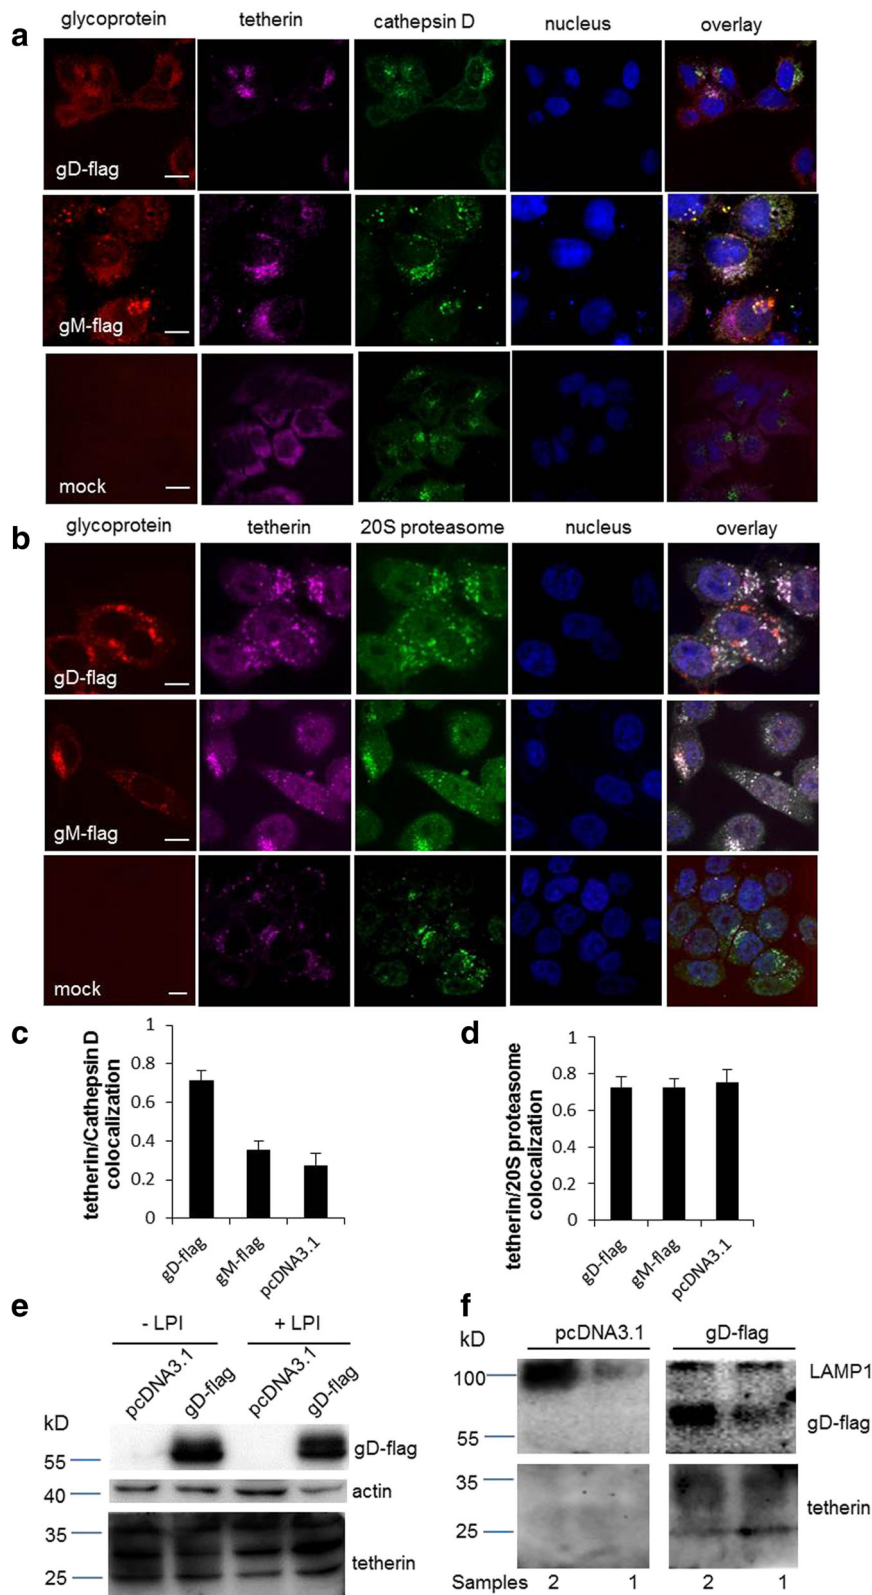 a
glycoprotein tetherin cathepsin D nucleus overlay
gD-flag
gM-flag
mock
b
glycoprotein tetherin 20S proteasome nucleus overlay
gD-flag
gM-flag
mock
c
tetherin/Cathepsin D
colocalization
1
0.8
0.6
0.4
0.2
0
gD-flag gM-flag pcDNA3.1
d
tetherin/20S proteasome
colocalization
1
0.8
0.6
0.4
0.2
0
gD-flag gM-flag pcDNA3.1
e
- LPI + LPI
pcDNA3.1 gD-flag pcDNA3.1 gD-flag
kD
55 gD-flag
40 actin
35
tetherin
25
f
kD pcDNA3.1 gD-flag
100 LAMP1
gD-flag
55
35
tetherin
25
Samples 2 1 2 1